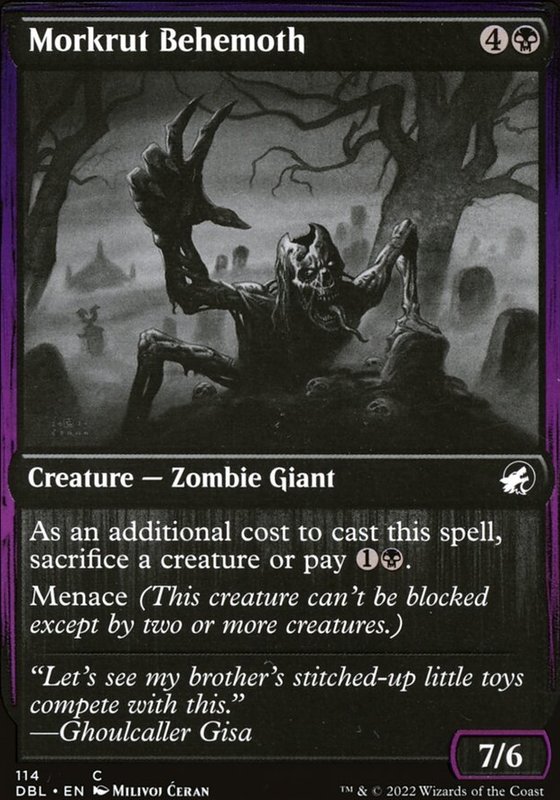 Morkrut Behemoth 4
Creature — Zombie Giant
As an additional cost to cast this spell,
sacrifice a creature or pay 1.
Menace (This creature can't be blocked
except by two or more creatures.)
“Let's see my brother's stitched-up little toys
compete with this.”
—Ghoulcaller Gisa
7/6
114 C
DBL • EN Milivoj Ćeran
™ & © 2022 Wizards of the Coast